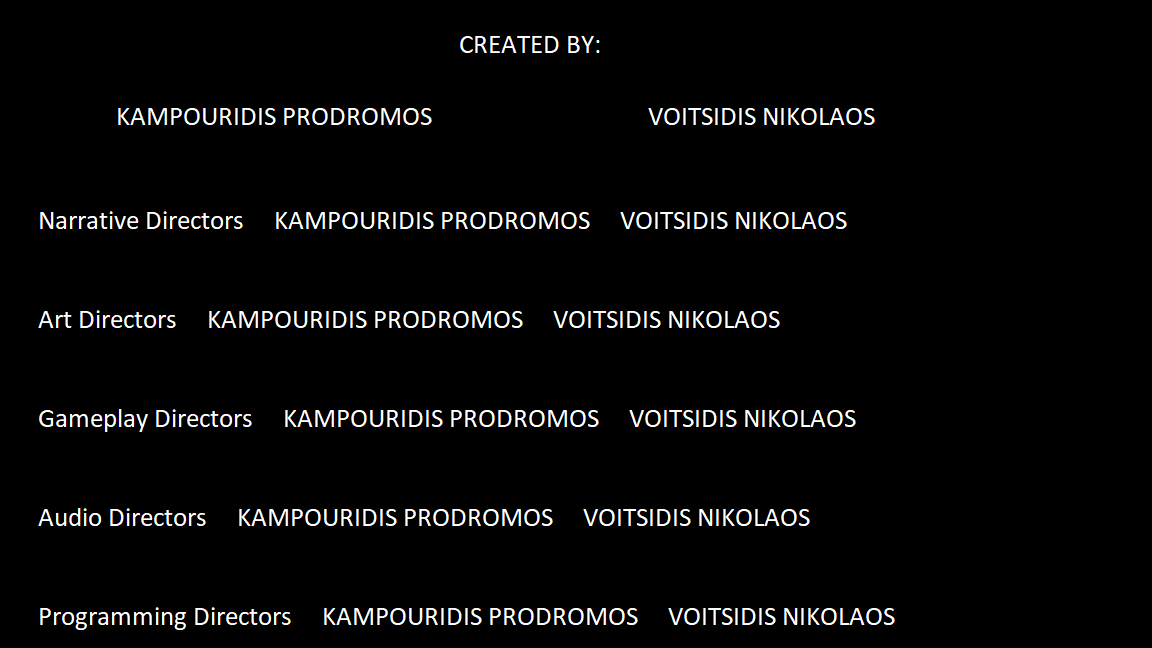 CREATED BY:
KAMPOURIDIS PRODROMOS VOITSIDIS NIKOLAOS
Narrative Directors KAMPOURIDIS PRODROMOS VOITSIDIS NIKOLAOS
Art Directors KAMPOURIDIS PRODROMOS VOITSIDIS NIKOLAOS
Gameplay Directors KAMPOURIDIS PRODROMOS VOITSIDIS NIKOLAOS
Audio Directors KAMPOURIDIS PRODROMOS VOITSIDIS NIKOLAOS
Programming Directors KAMPOURIDIS PRODROMOS VOITSIDIS NIKOLAOS